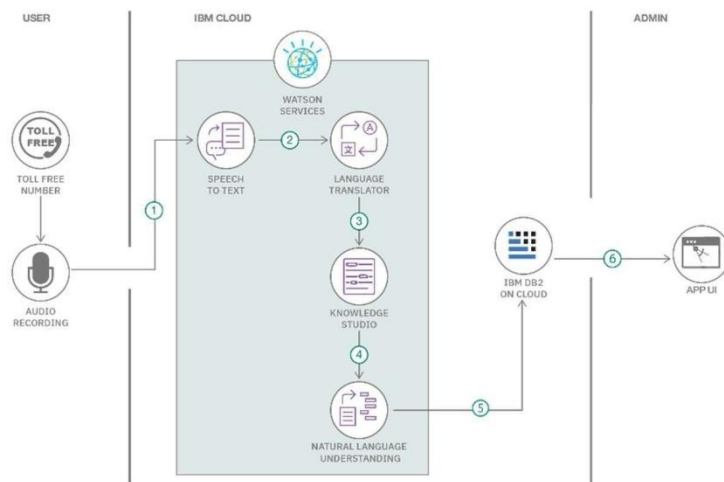 USER
IBM CLOUD
ADMIN
WATSON
SERVICES
TOLL
FREE
TOLL FREE
NUMBER
1
SPEECH
TO TEXT
2
A
文
LANGUAGE
TRANSLATOR
3
AUDIO
RECORDING
KNOWLEDGE
STUDIO
4
NATURAL LANGUAGE
UNDERSTANDING
5
IBM DB2
ON CLOUD
6
APP UI